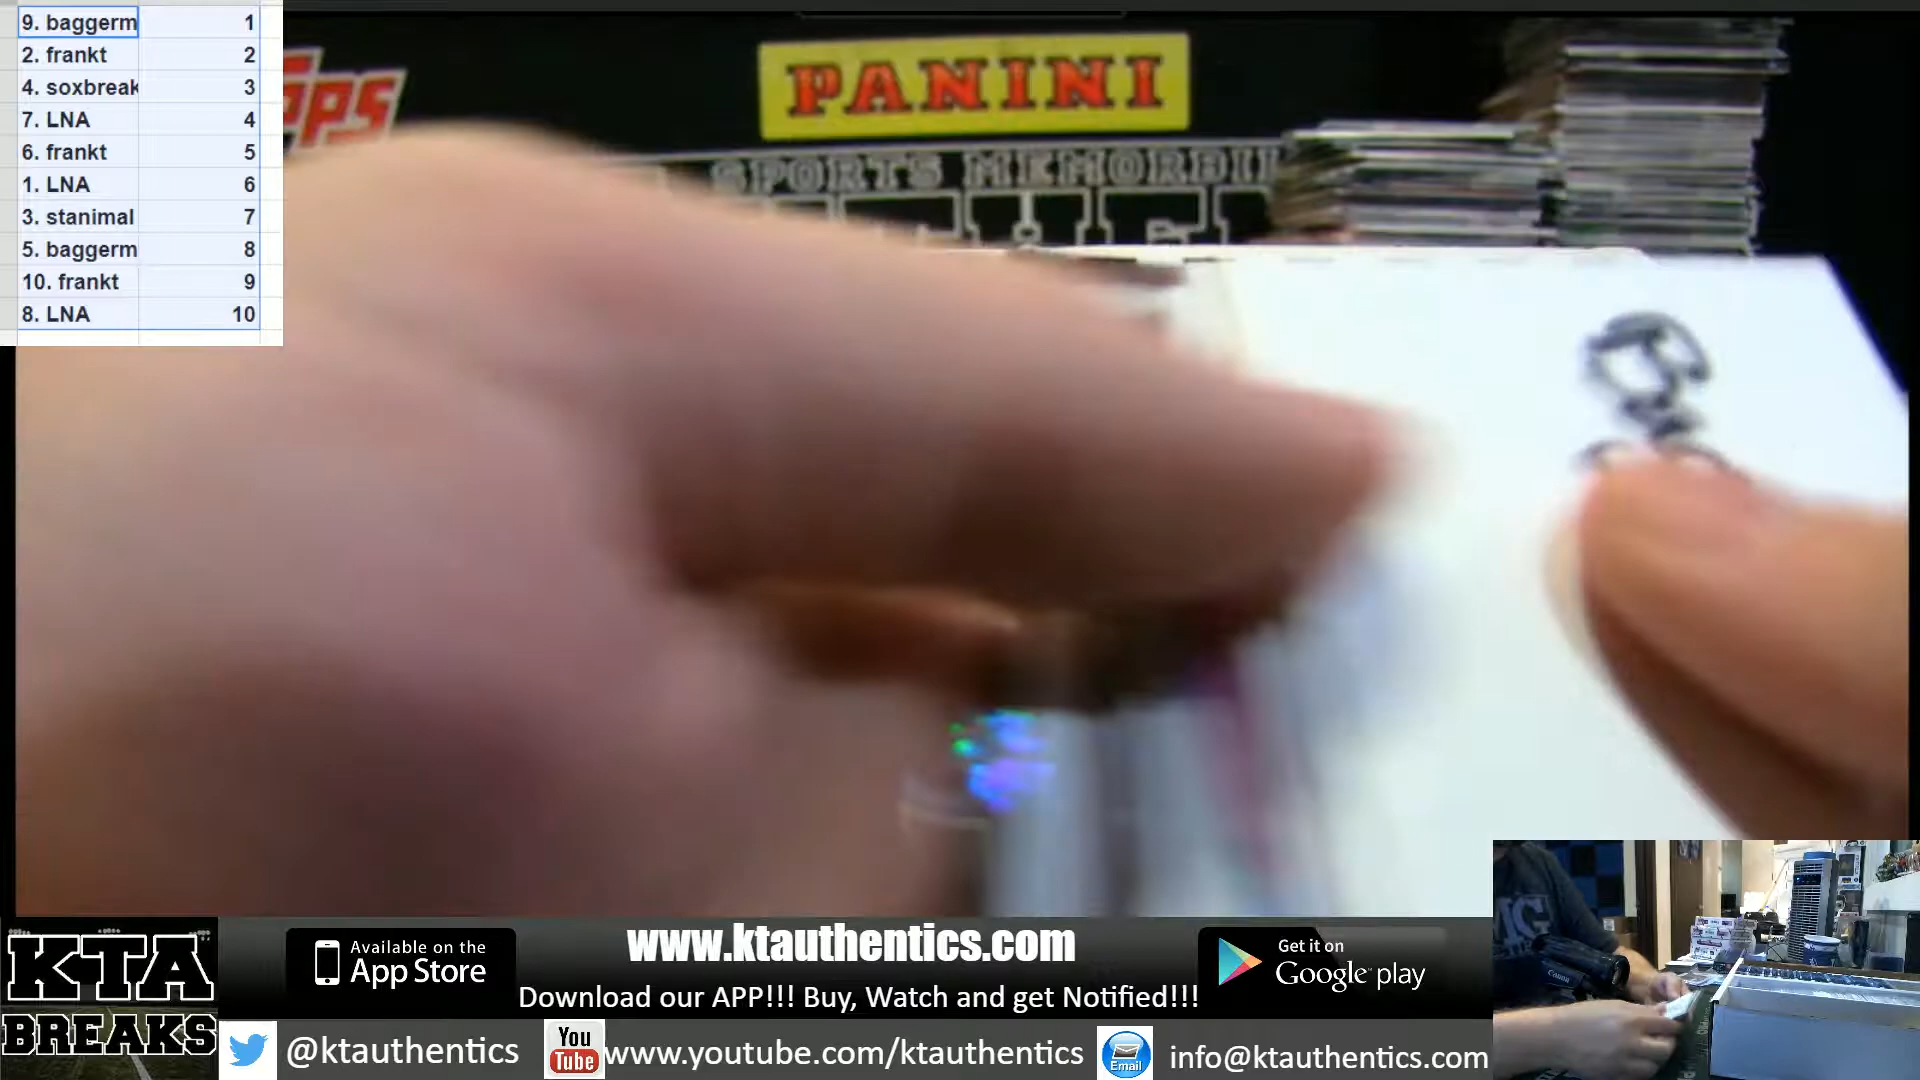 9. baggerm 1
2. frankt 2
4. soxbreak 3
7. LNA 4
6. frankt 5
1. LNA 6
3. stanimal 7
5. baggerm 8
10. frankt 9
8. LNA 10
PANINI
SPORTS MEMORBIL
KTA
BREAKS
Available on the
App Store
www.ktauthentics.com
Download our APP!!! Buy, Watch and get Notified!!!
Get it on
Google play
@ktauthentics
You
Tube
www.youtube.com/ktauthentics
Email
info@ktauthentics.com